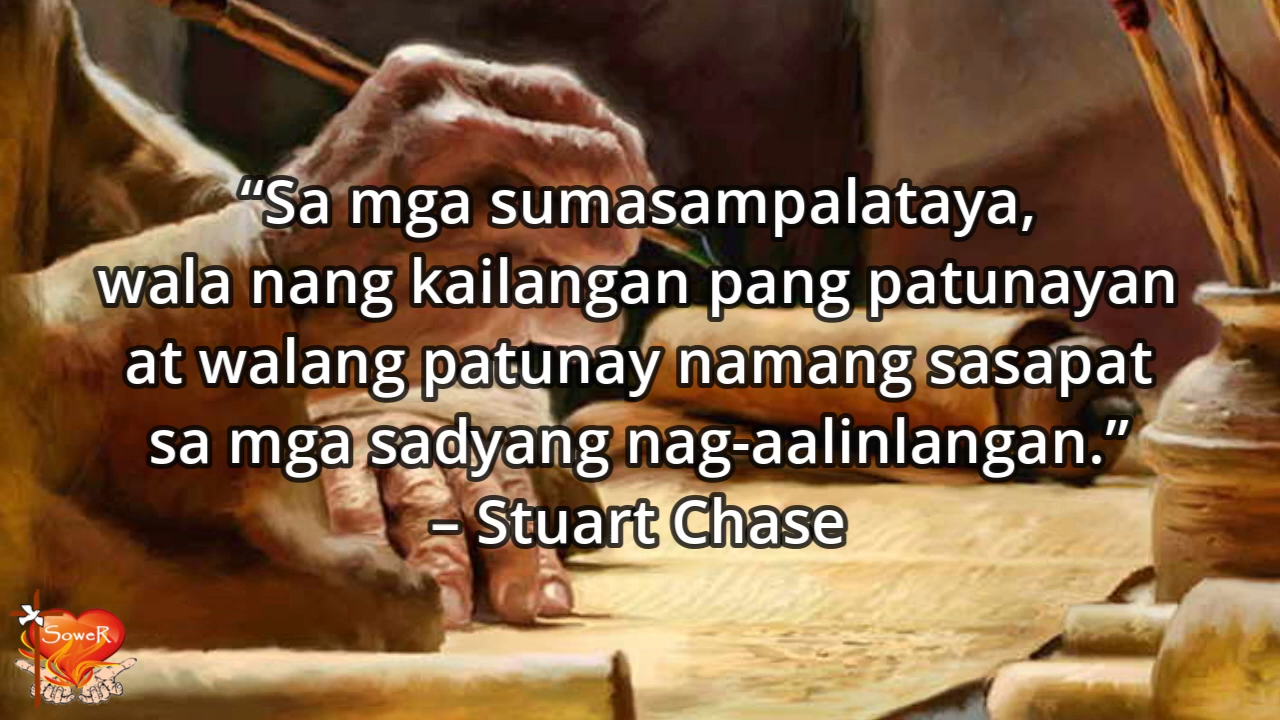 “Sa mga sumasampalataya,
wala nang kailangan pang patunayan
at walang patunay namang sasapat
sa mga sadyang nag-aalinlangan.”
– Stuart Chase
SoweR